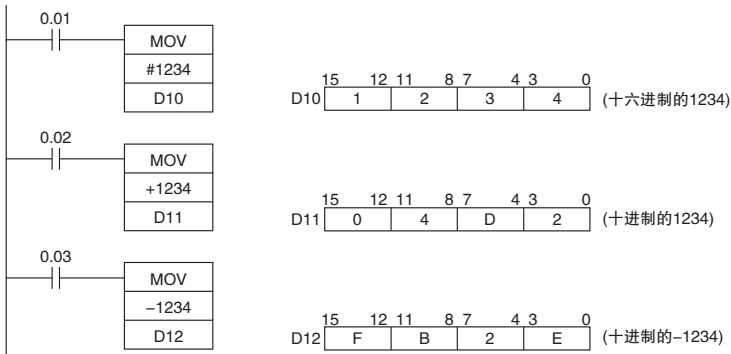 0.01
MOV
#1234
D10
15 12 11 8 7 4 3 0
D10 1 2 3 4 (十六进制的1234)
0.02
MOV
+1234
D11
15 12 11 8 7 4 3 0
D11 0 4 D 2 (十进制的1234)
0.03
MOV
−1234
D12
15 12 11 8 7 4 3 0
D12 F B 2 E (十进制的−1234)